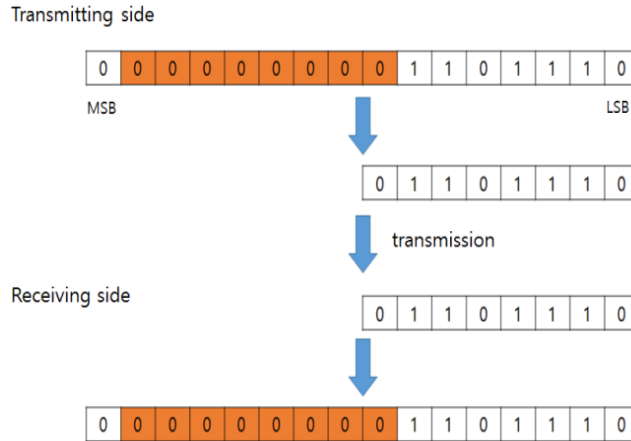 Transmitting side
0 0 0 0 0 0 0 0 0 1 1 0 1 1 1 0
MSB LSB
0 1 1 0 1 1 1 0
transmission
Receiving side
0 1 1 0 1 1 1 0
0 0 0 0 0 0 0 0 0 1 1 0 1 1 1 0